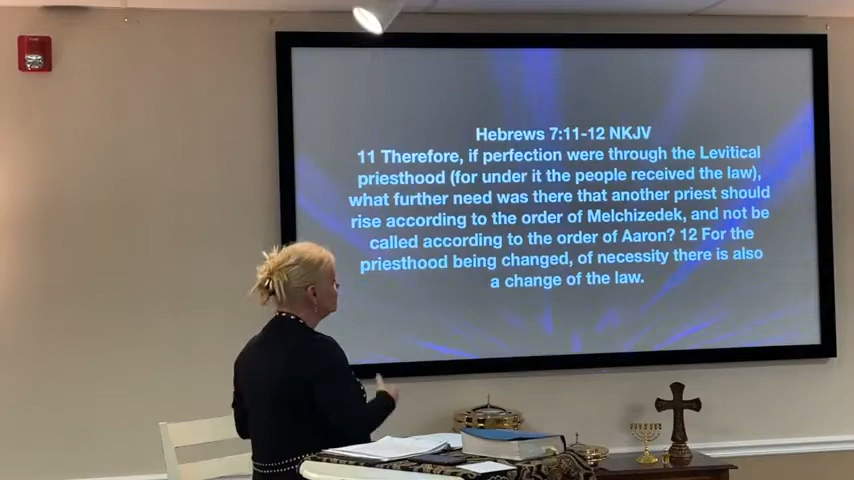 Hebrews 7:11-12 NKJV
11 Therefore, if perfection were through the Levitical
priesthood (for under it the people received the law),
what further need was there that another priest should
rise according to the order of Melchizedek, and not be
called according to the order of Aaron? 12 For the
priesthood being changed, of necessity there is also
a change of the law.